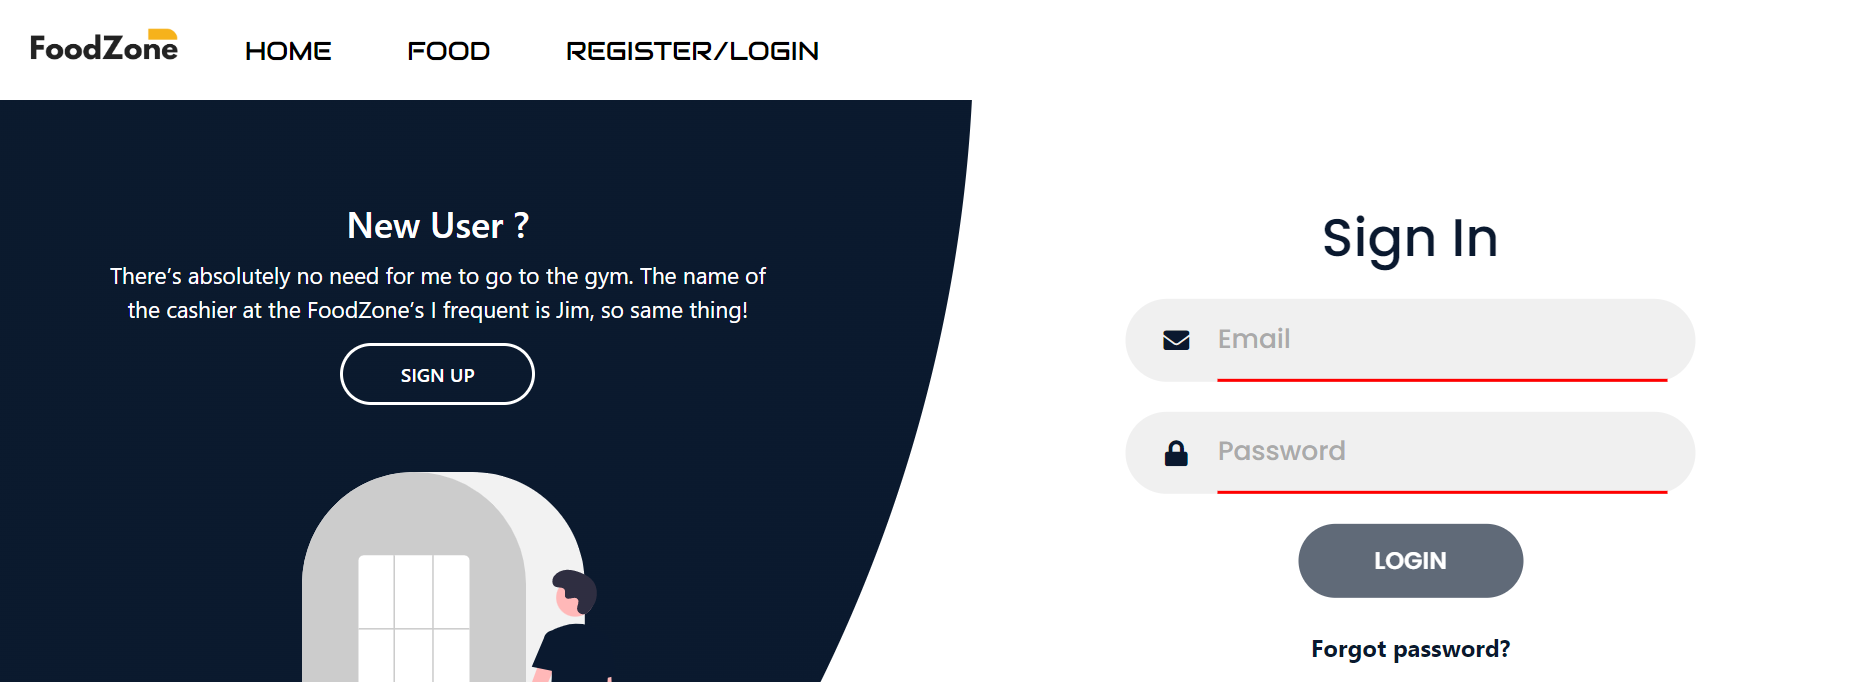 FoodZone
HOME
FOOD
REGISTER/LOGIN
New User ?
There’s absolutely no need for me to go to the gym. The name of
the cashier at the FoodZone’s I frequent is Jim, so same thing!
SIGN UP
Sign In
Email
Password
LOGIN
Forgot password?